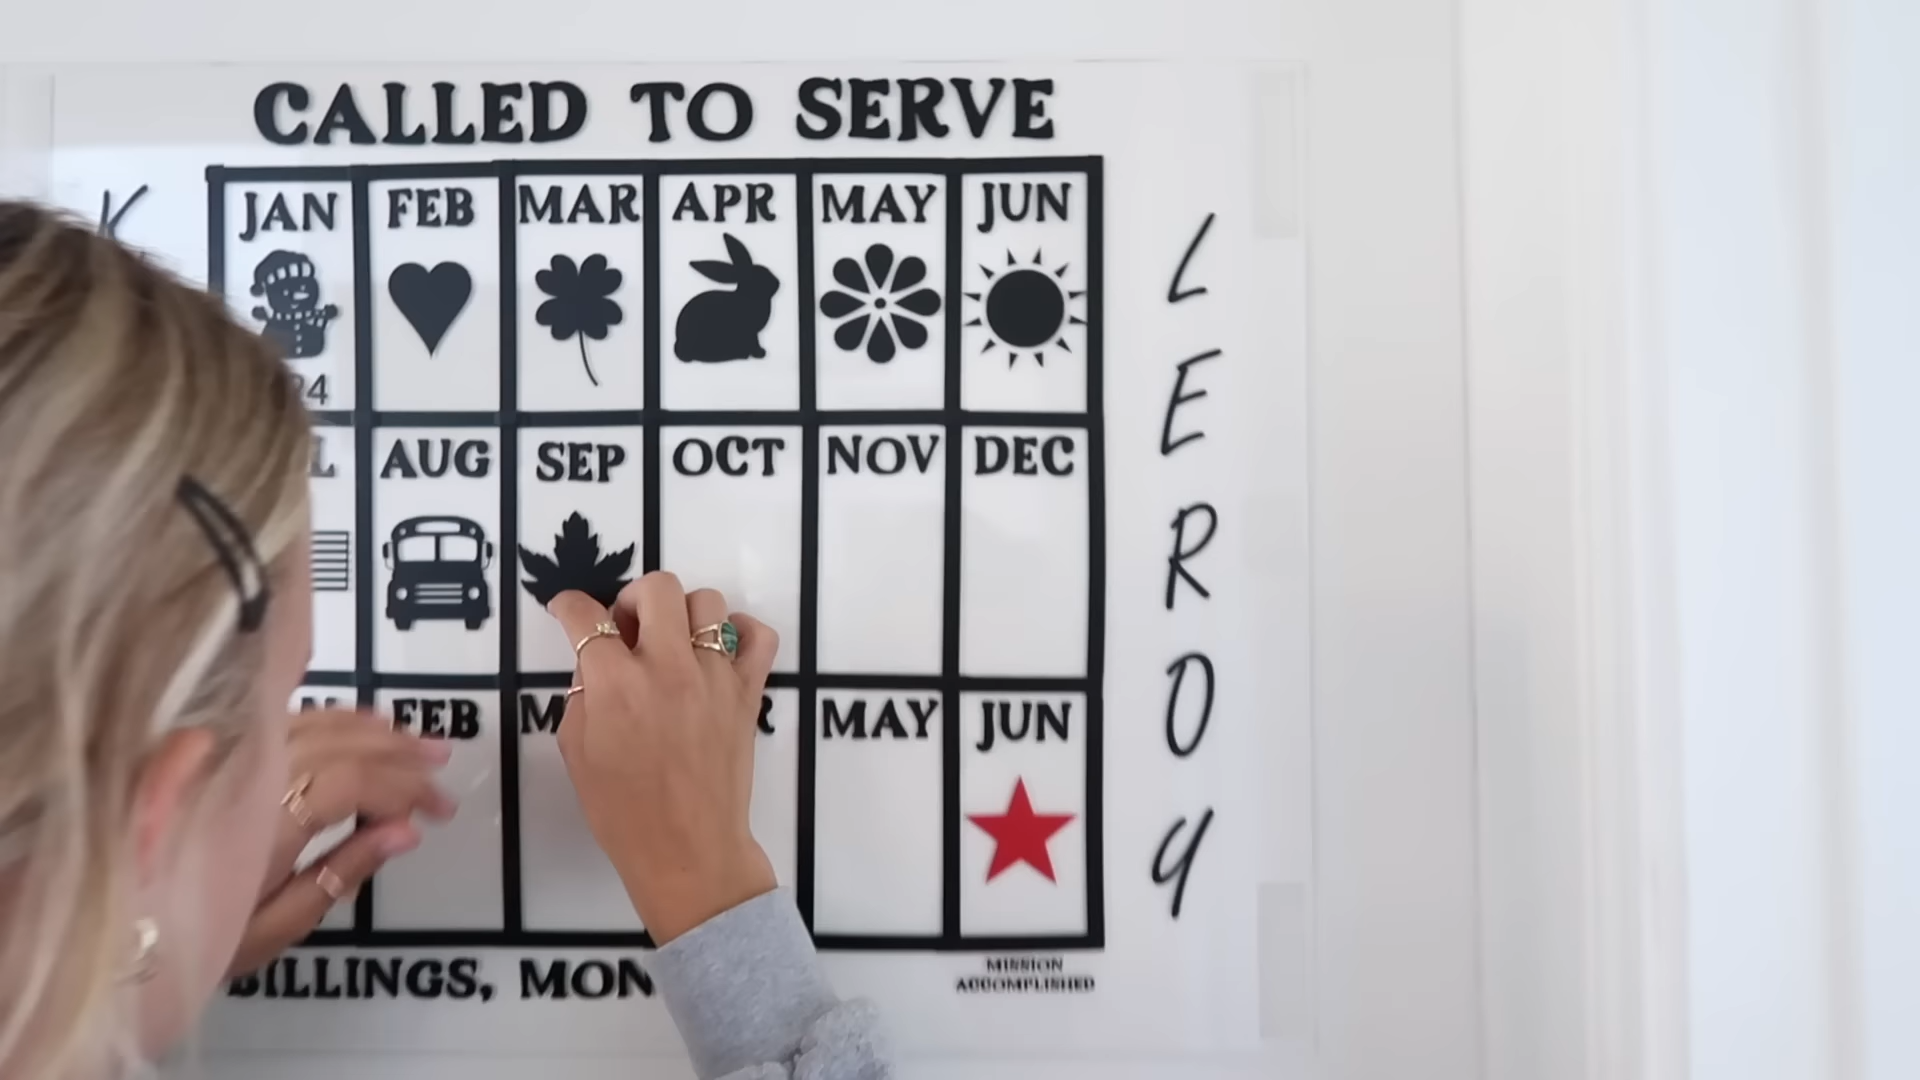 CALLED TO SERVE
K
JAN FEB MAR APR MAY JUN
24
L AUG SEP OCT NOV DEC
N FEB M R MAY JUN
L
E
R
O
Y
BILLINGS, MON
MISSION
ACCOMPLISHED